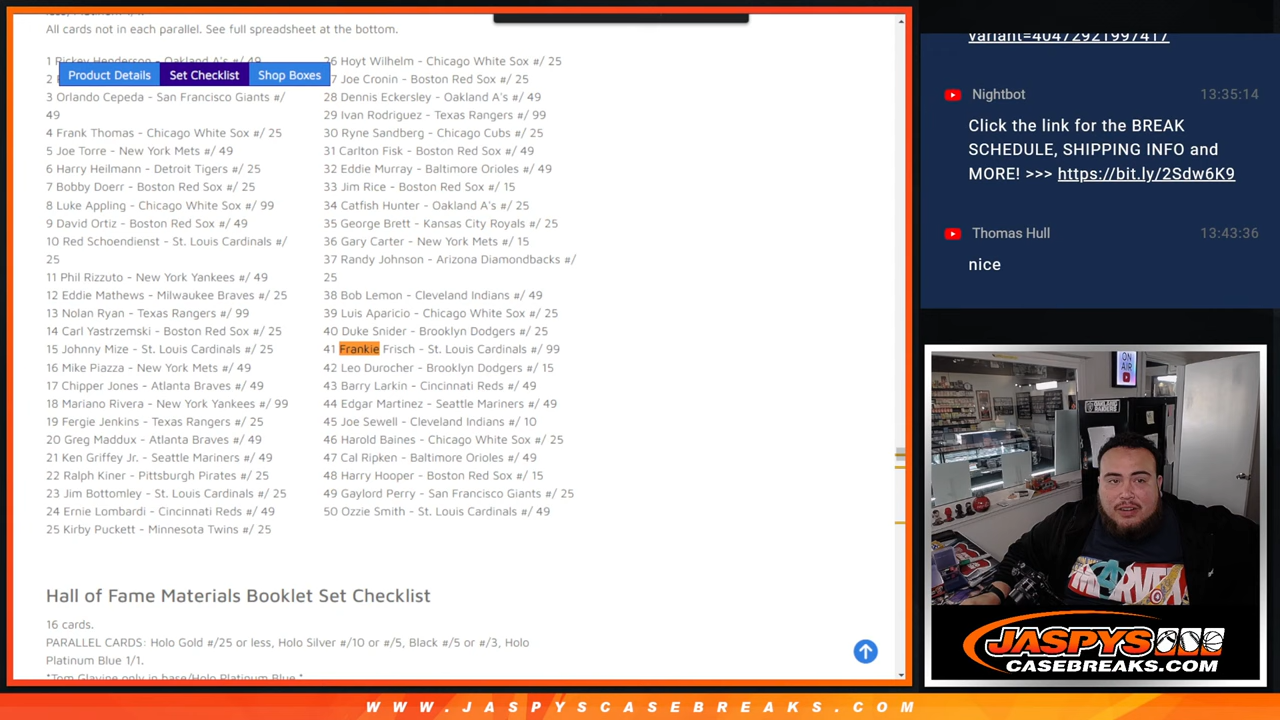 All cards not in each parallel. See full spreadsheet at the bottom.
1 Rickey Henderson - Oakland A's #/
2
Product Details
Set Checklist
Shop Boxes
3 Orlando Cepeda - San Francisco Giants #/
49
4 Frank Thomas - Chicago White Sox #/ 25
5 Joe Torre - New York Mets #/ 49
6 Harry Heilmann - Detroit Tigers #/ 25
7 Bobby Doerr - Boston Red Sox #/ 25
8 Luke Appling - Chicago White Sox #/ 99
9 David Ortiz - Boston Red Sox #/ 49
10 Red Schoendienst - St. Louis Cardinals #/
25
11 Phil Rizzuto - New York Yankees #/ 49
12 Eddie Mathews - Milwaukee Braves #/ 25
13 Nolan Ryan - Texas Rangers #/ 99
14 Carl Yastrzemski - Boston Red Sox #/ 25
15 Johnny Mize - St. Louis Cardinals #/ 25
16 Mike Piazza - New York Mets #/ 49
17 Chipper Jones - Atlanta Braves #/ 49
18 Mariano Rivera - New York Yankees #/ 99
19 Fergie Jenkins - Texas Rangers #/ 25
20 Greg Maddux - Atlanta Braves #/ 49
21 Ken Griffey Jr. - Seattle Mariners #/ 49
22 Ralph Kiner - Pittsburgh Pirates #/ 25
23 Jim Bottomley - St. Louis Cardinals #/ 25
24 Ernie Lombardi - Cincinnati Reds #/ 49
25 Kirby Puckett - Minnesota Twins #/ 25
26 Hoyt Wilhelm - Chicago White Sox #/ 25
7 Joe Cronin - Boston Red Sox #/ 25
28 Dennis Eckersley - Oakland A's #/ 49
29 Ivan Rodriguez - Texas Rangers #/ 99
30 Ryne Sandberg - Chicago Cubs #/ 25
31 Carlton Fisk - Boston Red Sox #/ 49
32 Eddie Murray - Baltimore Orioles #/ 49
33 Jim Rice - Boston Red Sox #/ 15
34 Catfish Hunter - Oakland A's #/ 25
35 George Brett - Kansas City Royals #/ 25
36 Gary Carter - New York Mets #/ 15
37 Randy Johnson - Arizona Diamondbacks #/
25
38 Bob Lemon - Cleveland Indians #/ 49
39 Luis Aparicio - Chicago White Sox #/ 25
40 Duke Snider - Brooklyn Dodgers #/ 25
41 Frankie Frisch - St. Louis Cardinals #/ 99
42 Leo Durocher - Brooklyn Dodgers #/ 15
43 Barry Larkin - Cincinnati Reds #/ 49
44 Edgar Martinez - Seattle Mariners #/ 49
45 Joe Sewell - Cleveland Indians #/ 10
46 Harold Baines - Chicago White Sox #/ 25
47 Cal Ripken - Baltimore Orioles #/ 49
48 Harry Hooper - Boston Red Sox #/ 15
49 Gaylord Perry - San Francisco Giants #/ 25
50 Ozzie Smith - St. Louis Cardinals #/ 49
Hall of Fame Materials Booklet Set Checklist
16 cards.
PARALLEL CARDS: Holo Gold #/25 or less, Holo Silver #/10 or #/5, Black #/5 or #/3, Holo
Platinum Blue 1/1.
*Tom Glavine only in base/Holo Platinum Blue.*
variant=40472921997417
Nightbot 13:35:14
Click the link for the BREAK
SCHEDULE, SHIPPING INFO and
MORE! >>> https://bit.ly/2Sdw6K9
Thomas Hull 13:43:36
nice
ON
AIR
MARVEL
JASPYS
CASEBREAKS.COM
WWW.JASPYSCASEBREAKS.COM